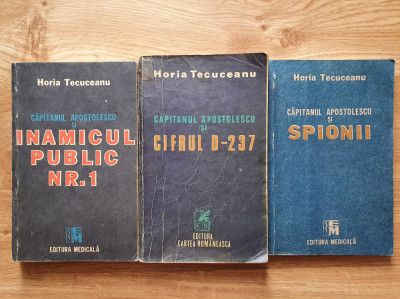 Horia Tecuceanu
CĂPITANUL APOSTOLESCU
ȘI
INAMICUL
PUBLIC
NR.1
EDITURA MEDICALĂ
Horia Tecuceanu
CĂPITANUL APOSTOLESCU
ȘI
CIFRUL D-237
EDITURA
CARTEA ROMÂNEASCĂ
Horia Tecuceanu
CĂPITANUL APOSTOLESCU
ȘI
SPIONII
EDITURA MEDICALĂ